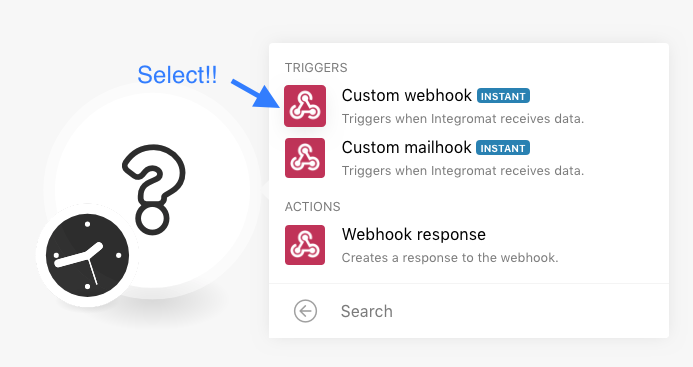 Select!!
TRIGGERS
Custom webhook INSTANT
Triggers when Integromat receives data.
Custom mailhook INSTANT
Triggers when Integromat receives data.
ACTIONS
Webhook response
Creates a response to the webhook.
Search